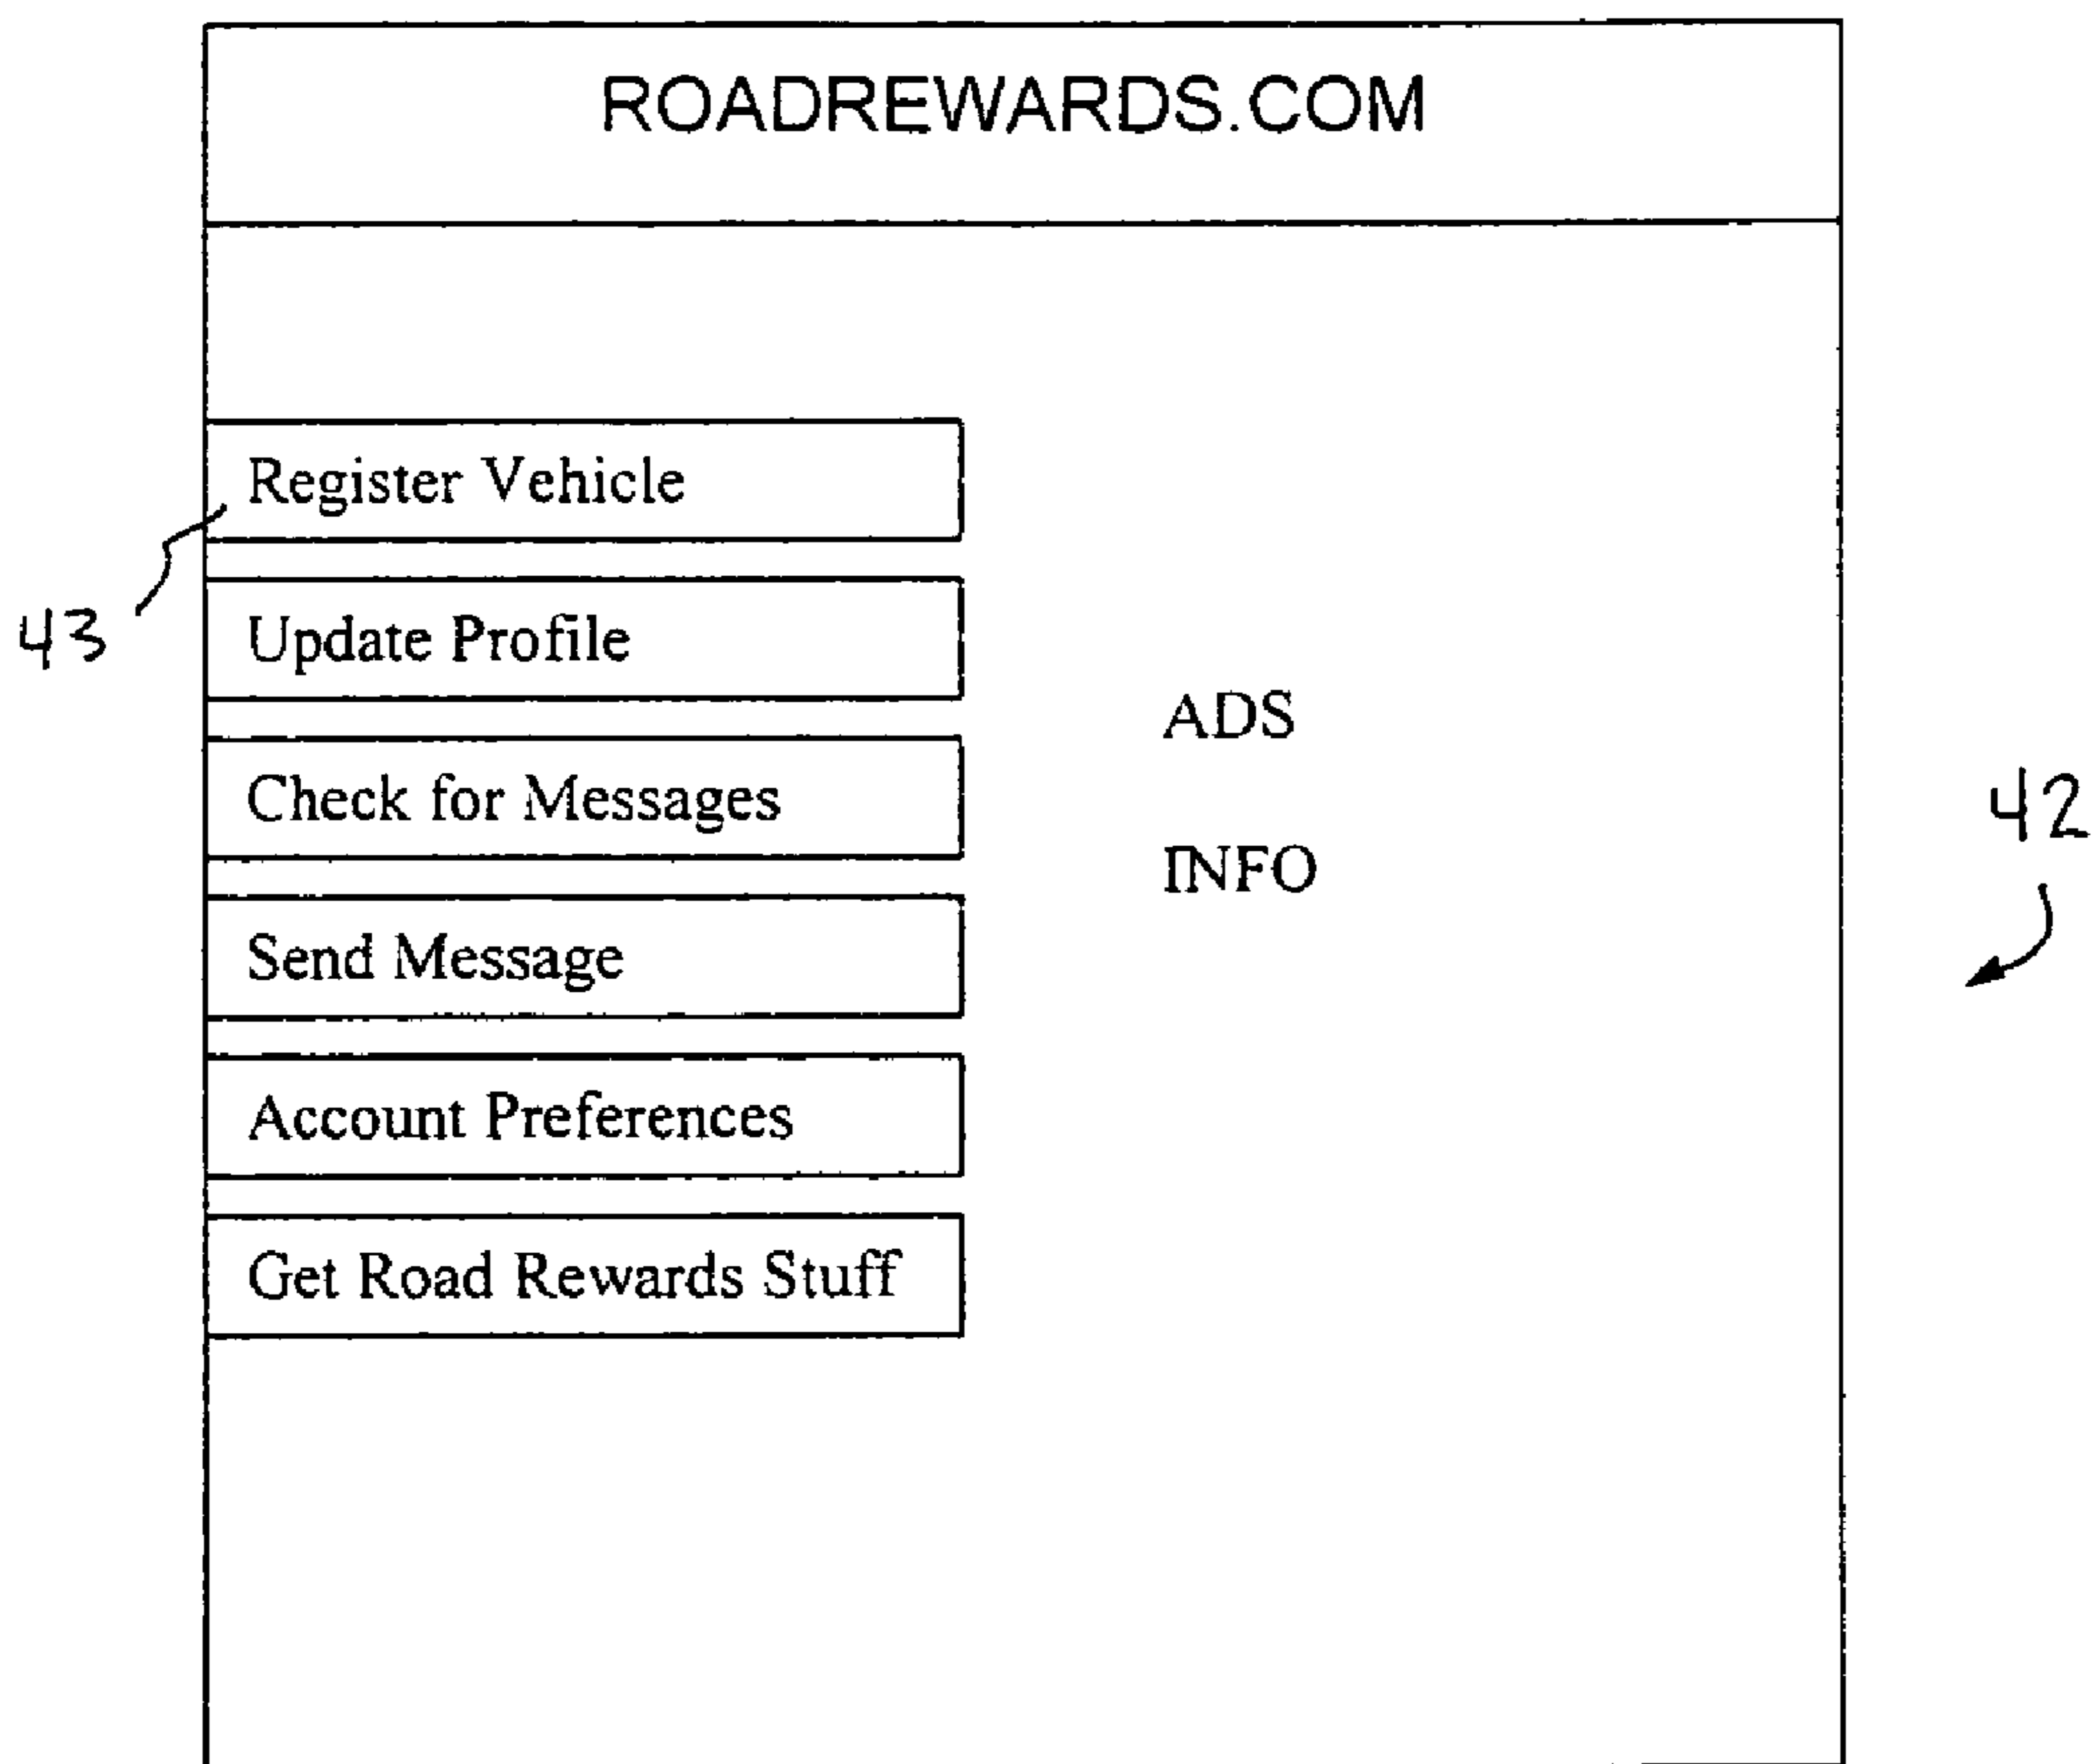 ROADREWARDS.COM
Register Vehicle
43
Update Profile
ADS
Check for Messages
INFO
42
Send Message
Account Preferences
Get Road Rewards Stuff